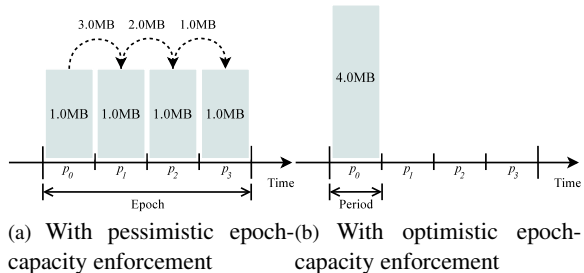 3.0MB 2.0MB 1.0MB
1.0MB 1.0MB 1.0MB 1.0MB
p0 p1 p2 p3
Time
Epoch
4.0MB
p0 p1 p2 p3
Time
Period
(a) With pessimistic epoch-
capacity enforcement
(b) With optimistic epoch-
capacity enforcement